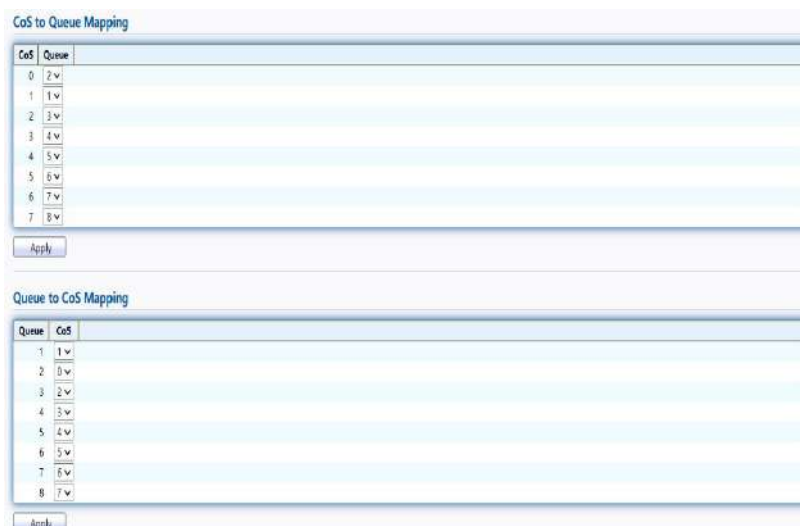 CoS to Queue Mapping
CoS Queue
0 2
1 1
2 3
3 4
4 5
5 6
6 7
7 8
Apply
Queue to CoS Mapping
Queue CoS
1 1
2 0
3 2
4 3
5 4
6 5
7 6
8 7
Apply